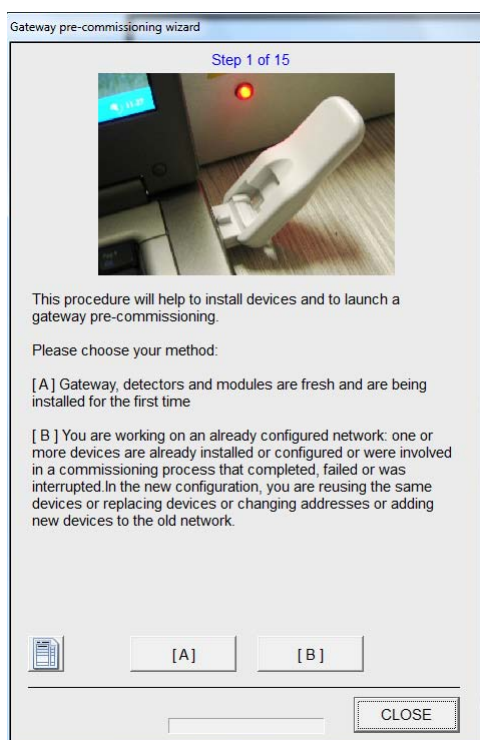 Gateway pre-commissioning wizard
Step 1 of 15
This procedure will help to install devices and to launch a
gateway pre-commissioning.
Please choose your method:
[ A ] Gateway, detectors and modules are fresh and are being
installed for the first time
[ B ] You are working on an already configured network: one or
more devices are already installed or configured or were involved
in a commissioning process that completed, failed or was
interrupted.In the new configuration, you are reusing the same
devices or replacing devices or changing addresses or adding
new devices to the old network.
[ A ] [ B ]
CLOSE